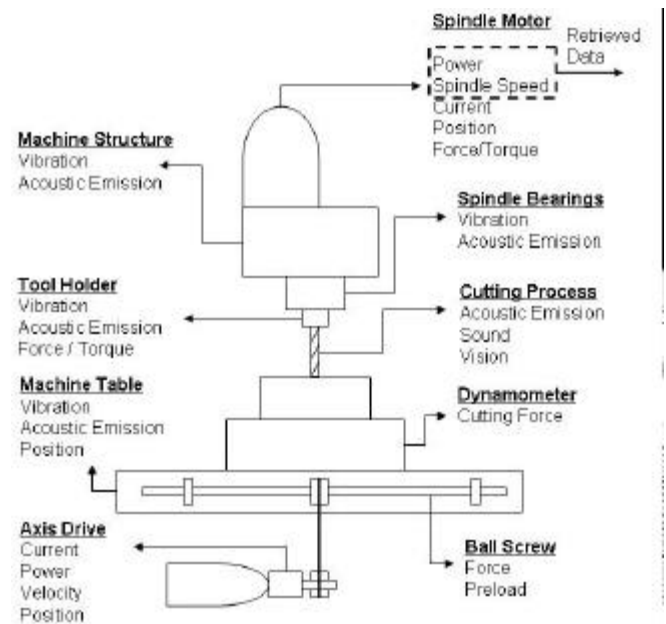 Spindle Motor
Retrieved
Data
Power
Spindle Speed
Current
Position
Force/Torque
Machine Structure
Vibration
Acoustic Emission
Spindle Bearings
Vibration
Acoustic Emission
Tool Holder
Vibration
Acoustic Emission
Force / Torque
Cutting Process
Acoustic Emission
Sound
Vision
Machine Table
Vibration
Acoustic Emission
Position
Dynamometer
Cutting Force
Axis Drive
Current
Power
Velocity
Position
Ball Screw
Force
Preload